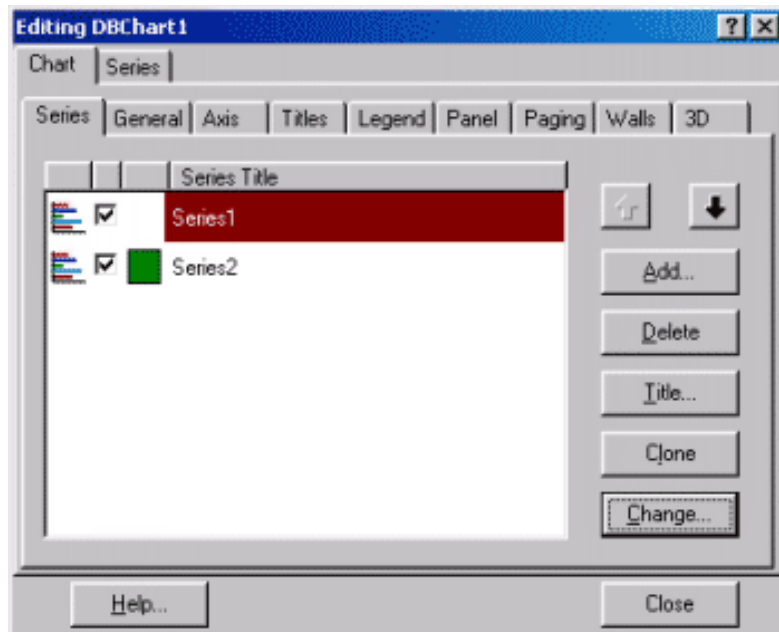 Editing DBChart1
Chart Series
Series General Axis Titles Legend Panel Paging Walls 3D
Series Title
Series1
Series2
Add...
Delete
Title...
Clone
Change...
Help... Close